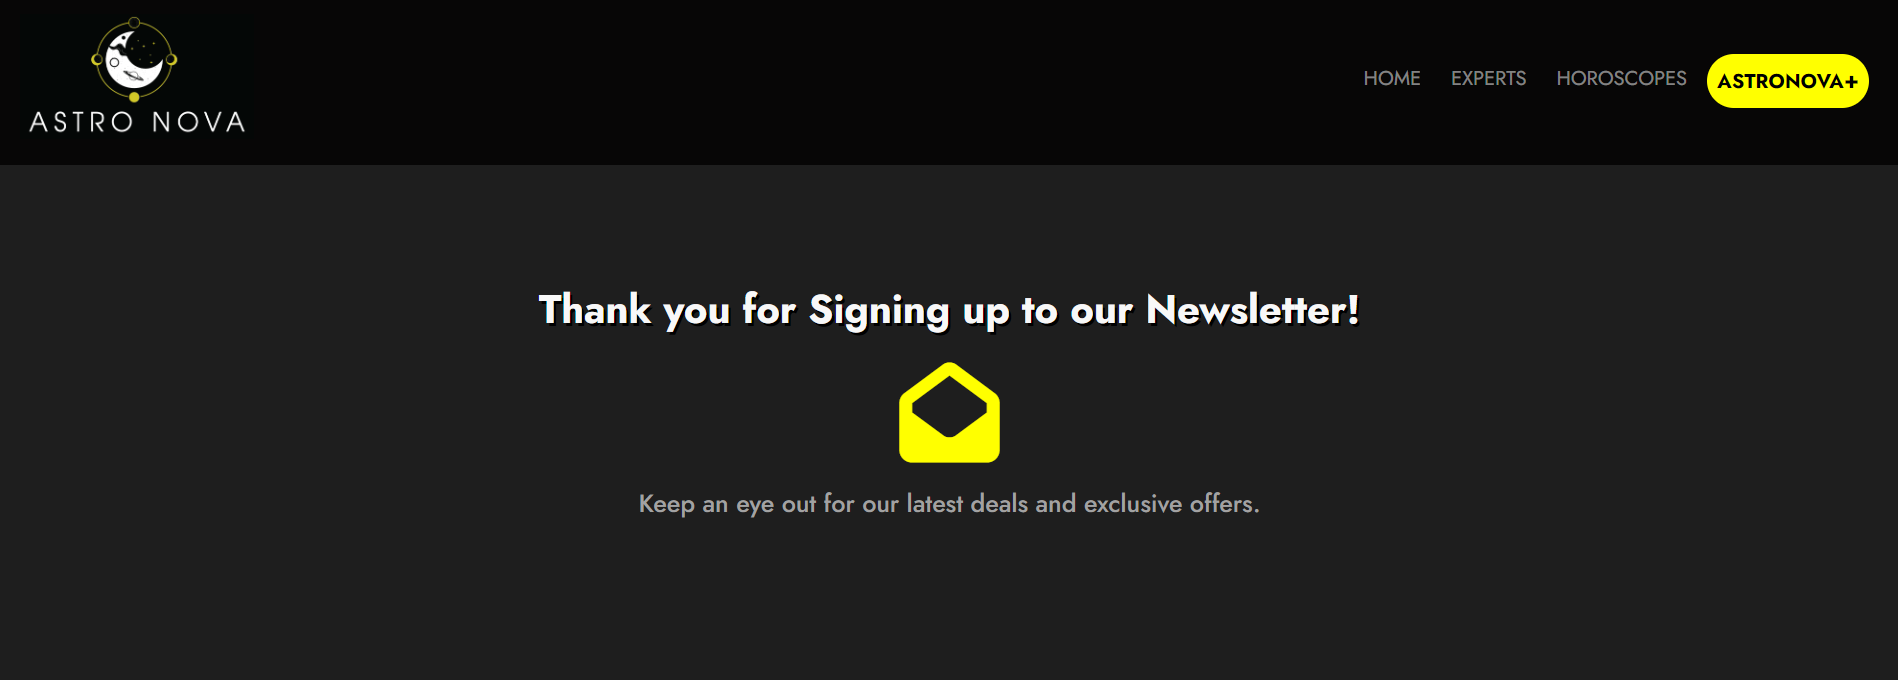 ASTRO NOVA
HOME
EXPERTS
HOROSCOPES
ASTRONOVA+
Thank you for Signing up to our Newsletter!
Keep an eye out for our latest deals and exclusive offers.